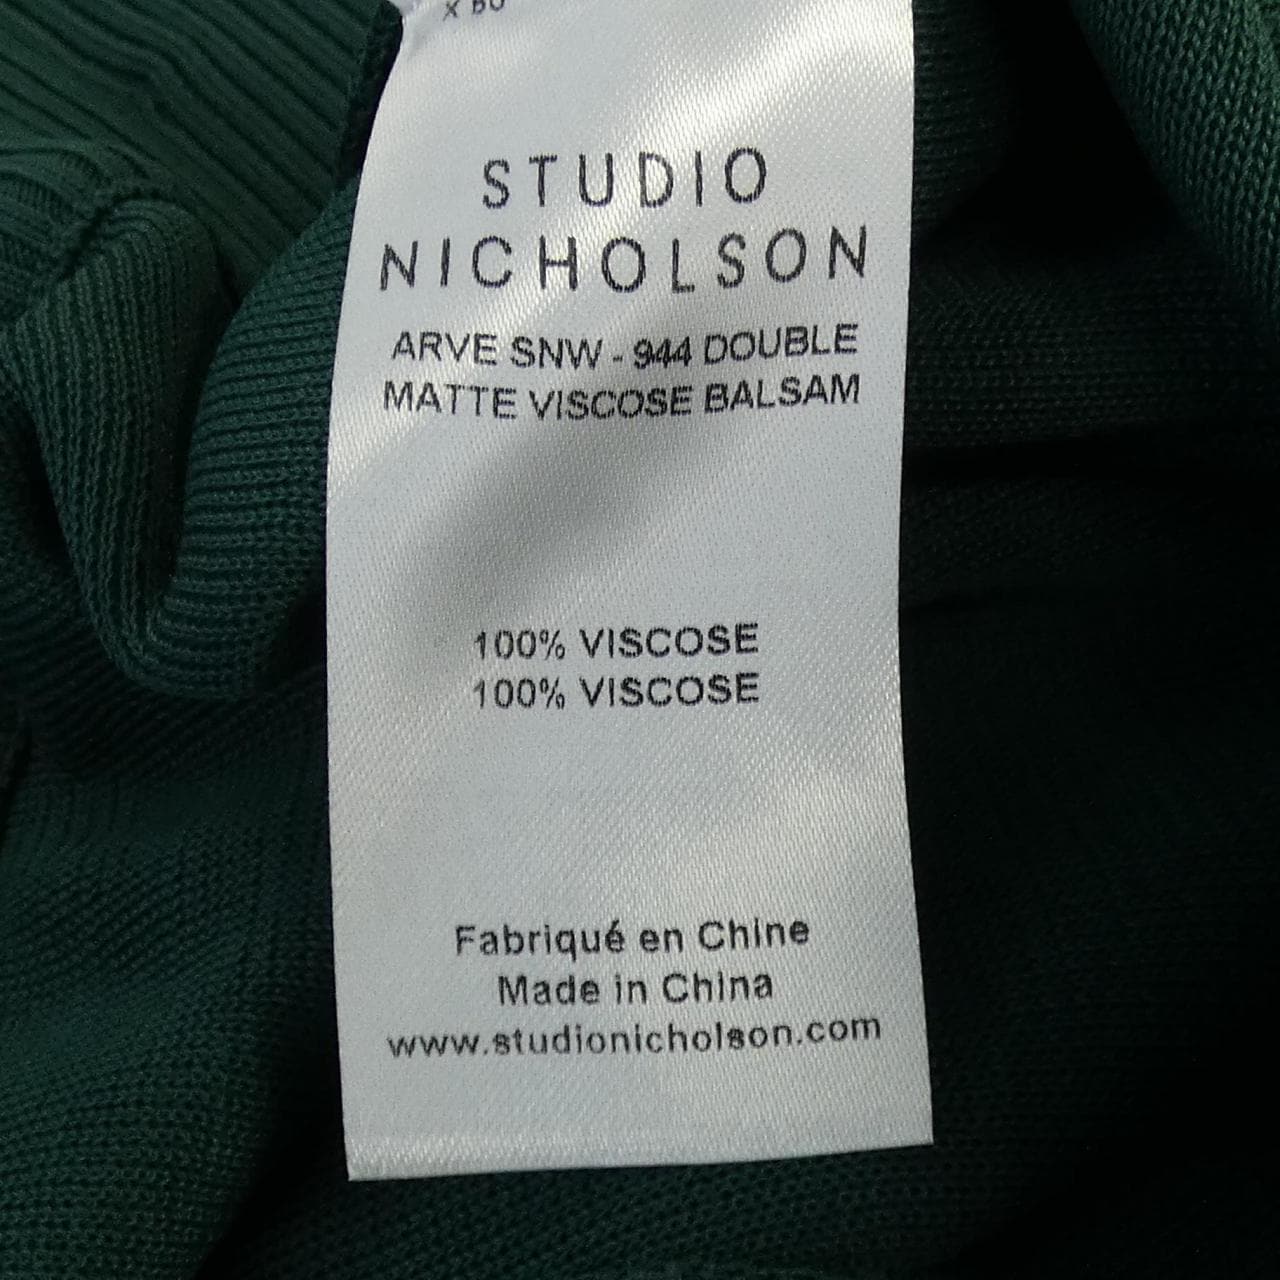 STUDIO
NICHOLSON
ARVE SNW - 944 DOUBLE
MATTE VISCOSE BALSAM
100% VISCOSE
100% VISCOSE
Fabriqué en Chine
Made in China
www.studionicholson.com